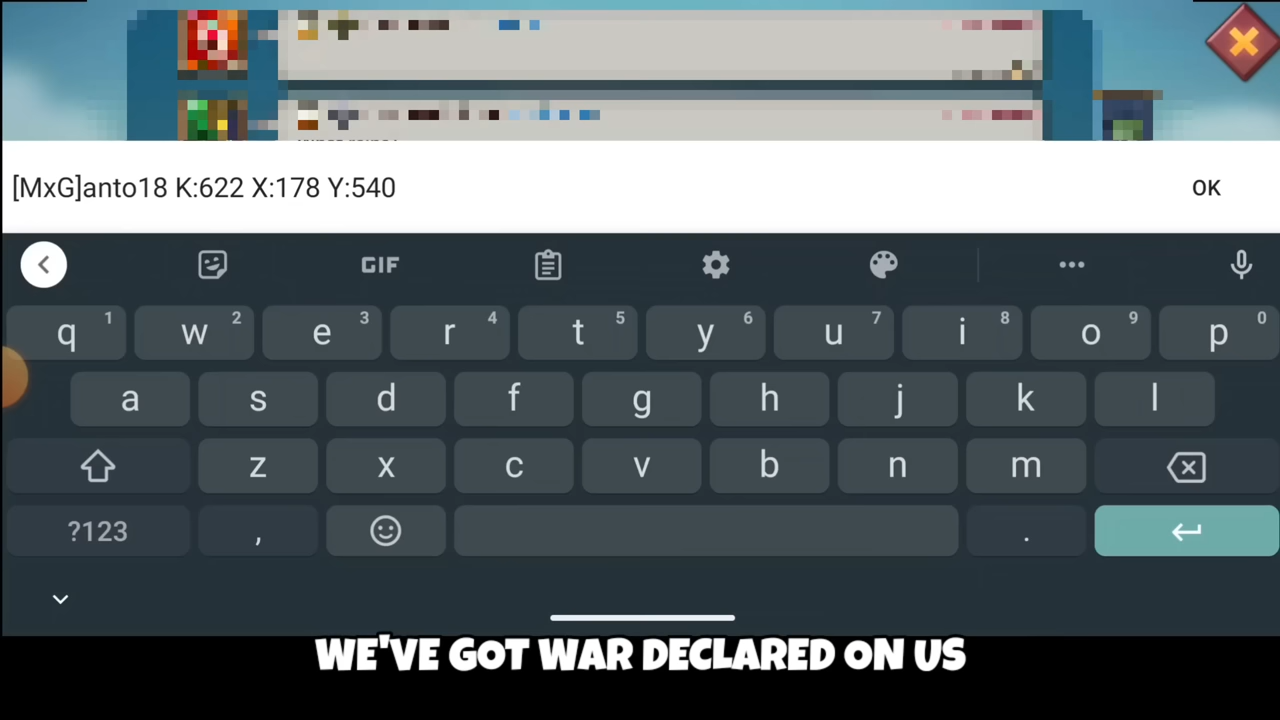 [MxG]anto18 K:622 X:178 Y:540
OK
GIF
q 1 w 2 e 3 r 4 t 5 y 6 u 7 i 8 o 9 p 0
a s d f g h j k l
z x c v b n m
?123 , .
WE'VE GOT WAR DECLARED ON US